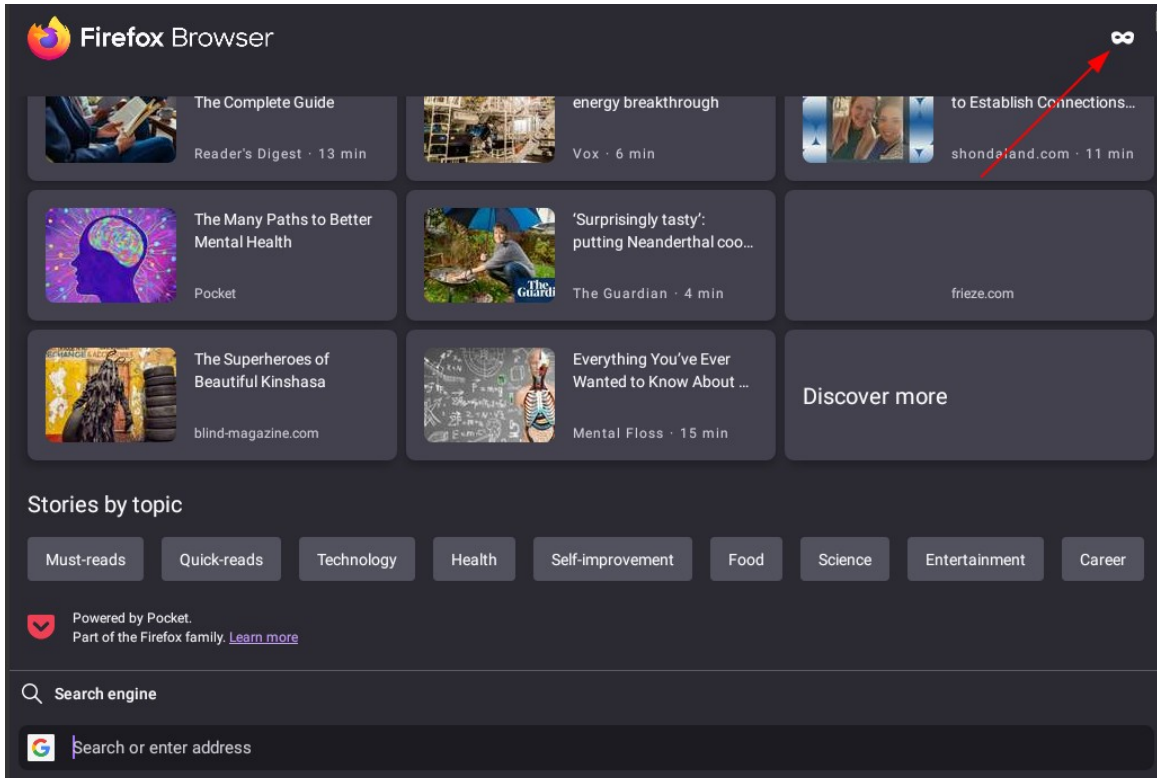 Firefox Browser
The Complete Guide
Reader's Digest · 13 min
energy breakthrough
Vox · 6 min
to Establish Connections...
shondaland.com · 11 min
The Many Paths to Better
Mental Health
Pocket
The
Guardi
‘Surprisingly tasty’:
putting Neanderthal coo...
The Guardian · 4 min
frieze.com
The Superheroes of
Beautiful Kinshasa
blind-magazine.com
Everything You’ve Ever
Wanted to Know About ...
Mental Floss · 15 min
Discover more
Stories by topic
Must-reads
Quick-reads
Technology
Health
Self-improvement
Food
Science
Entertainment
Career
Powered by Pocket.
Part of the Firefox family. Learn more
Search engine
G
Search or enter address